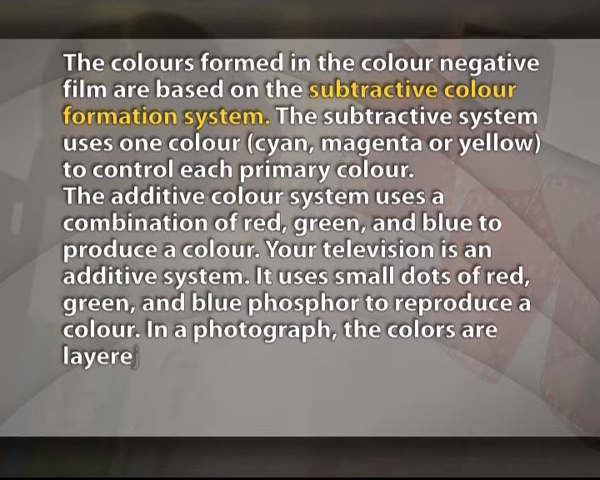 The colours formed in the colour negative
film are based on the subtractive colour
formation system. The subtractive system
uses one colour (cyan, magenta or yellow)
to control each primary colour.
The additive colour system uses a
combination of red, green, and blue to
produce a colour. Your television is an
additive system. It uses small dots of red,
green, and blue phosphor to reproduce a
colour. In a photograph, the colors are
layere